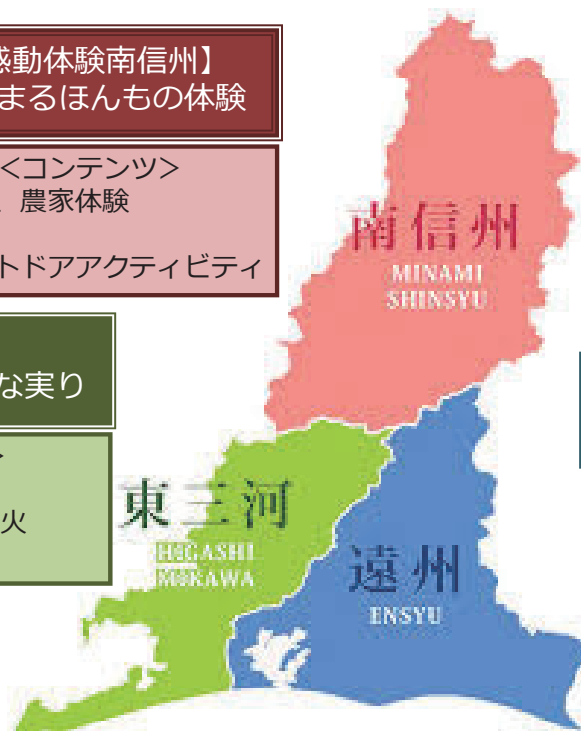 感動体験南信州】
まるほんもの体験
＜コンテンツ＞
農家体験
トドアアクティビティ
南信州
MINAMI
SHINSYU
な実り
火
東三河
HIGASHI
MIKAWA
遠州
ENSYU